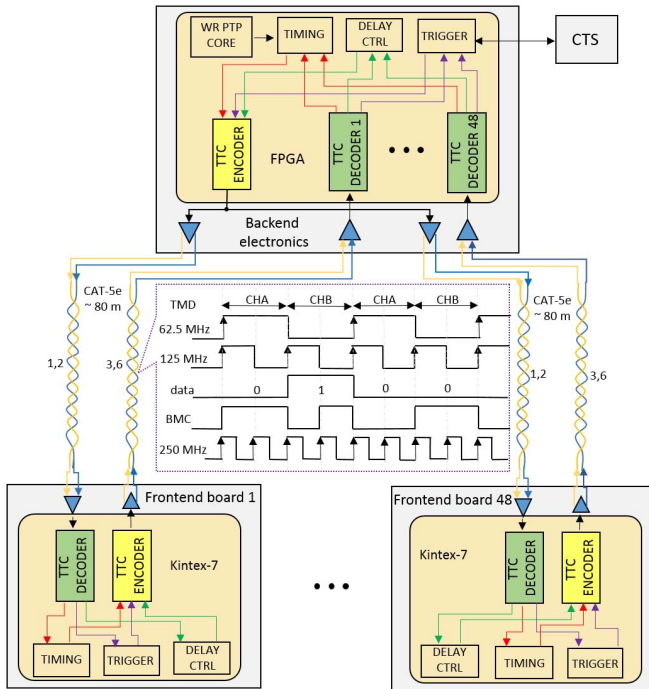 WR PTP
CORE
TIMING
DELAY
CTRL
TRIGGER
CTS
TTC
ENCODER
FPGA
TTC
DECODER 1
TTC
DECODER 48
Backend
electronics
CAT-5e
~ 80 m
1,2
3,6
TMD
CHA
CHB
CHA
CHB
62.5 MHz
125 MHz
data
0
1
0
0
BMC
250 MHz
CAT-5e
~ 80 m
1,2
3,6
Frontend board 1
TTC
DECODER
TTC
ENCODER
Kintex-7
TIMING
TRIGGER
DELAY
CTRL
Frontend board 48
Kintex-7
TTC
DECODER
TTC
ENCODER
DELAY
CTRL
TIMING
TRIGGER